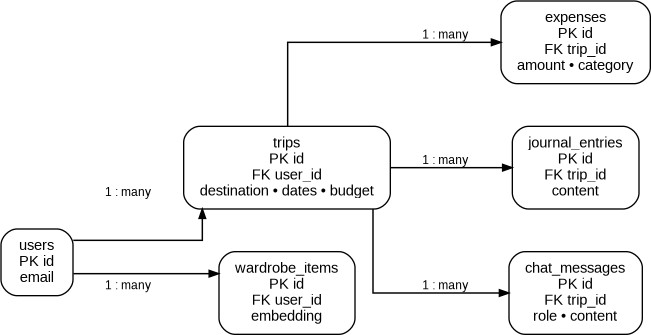 expenses
PK id
FK trip_id
amount • category
1 : many
trips
PK id
FK user_id
destination • dates • budget
1 : many
journal_entries
PK id
FK trip_id
content
1 : many
users
PK id
email
1 : many
wardrobe_items
PK id
FK user_id
embedding
1 : many
chat_messages
PK id
FK trip_id
role • content
1 : many